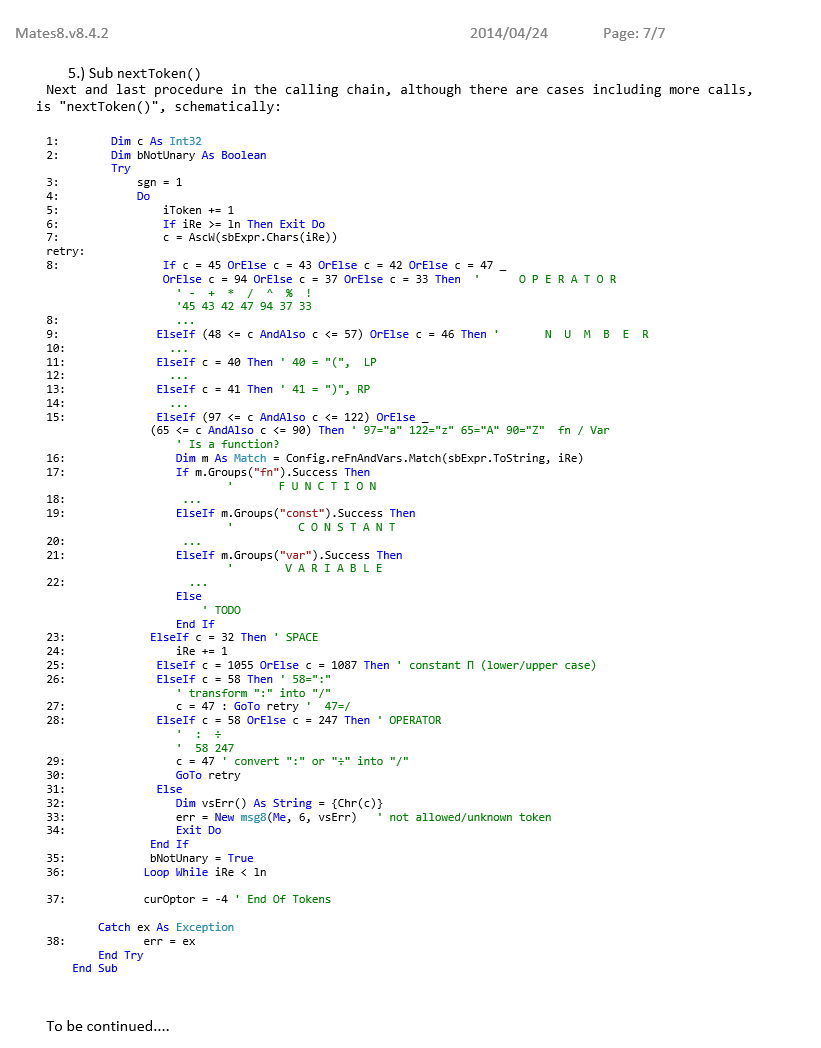 Mates8.v8.4.2 2014/04/24 Page: 7/7
5.) Sub nextToken()
Next and last procedure in the calling chain, although there are cases including more calls,
is "nextToken()", schematically:
1: Dim c As Int32
2: Dim bNotUnary As Boolean
Try
3: sgn = 1
4: Do
5: iToken += 1
6: If iRe >= ln Then Exit Do
7: c = AscW(sbExpr.Chars(iRe))
retry:
8: If c = 45 OrElse c = 43 OrElse c = 42 OrElse c = 47 _
OrElse c = 94 OrElse c = 37 OrElse c = 33 Then ' O P E R A T O R
' - + * / ^ % !
'45 43 42 47 94 37 33
8: ...
9: ElseIf (48 <= c AndAlso c <= 57) OrElse c = 46 Then ' N U M B E R
10: ...
11: ElseIf c = 40 Then ' 40 = "(", LP
12: ...
13: ElseIf c = 41 Then ' 41 = ")", RP
14: ...
15: ElseIf (97 <= c AndAlso c <= 122) OrElse _
(65 <= c AndAlso c <= 90) Then ' 97="a" 122="z" 65="A" 90="Z" fn / Var
' Is a function?
16: Dim m As Match = Config.reFnAndVars.Match(sbExpr.ToString, iRe)
17: If m.Groups("fn").Success Then
' F U N C T I O N
18: ...
19: ElseIf m.Groups("const").Success Then
' C O N S T A N T
20: ...
21: ElseIf m.Groups("var").Success Then
' V A R I A B L E
22: ...
Else
' TODO
End If
23: ElseIf c = 32 Then ' SPACE
24: iRe += 1
25: ElseIf c = 1055 OrElse c = 1087 Then ' constant Π (lower/upper case)
26: ElseIf c = 58 Then ' 58=":"
' transform ":" into "/"
27: c = 47 : GoTo retry ' 47=/
28: ElseIf c = 58 OrElse c = 247 Then ' OPERATOR
' : ÷
' 58 247
29: c = 47 ' convert ":" or "÷" into "/"
30: GoTo retry
31: Else
32: Dim vsErr() As String = {Chr(c)}
33: err = New msg8(Me, 6, vsErr) ' not allowed/unknown token
34: Exit Do
End If
35: bNotUnary = True
36: Loop While iRe < ln
37: curOptor = -4 ' End Of Tokens
Catch ex As Exception
38: err = ex
End Try
End Sub
To be continued....